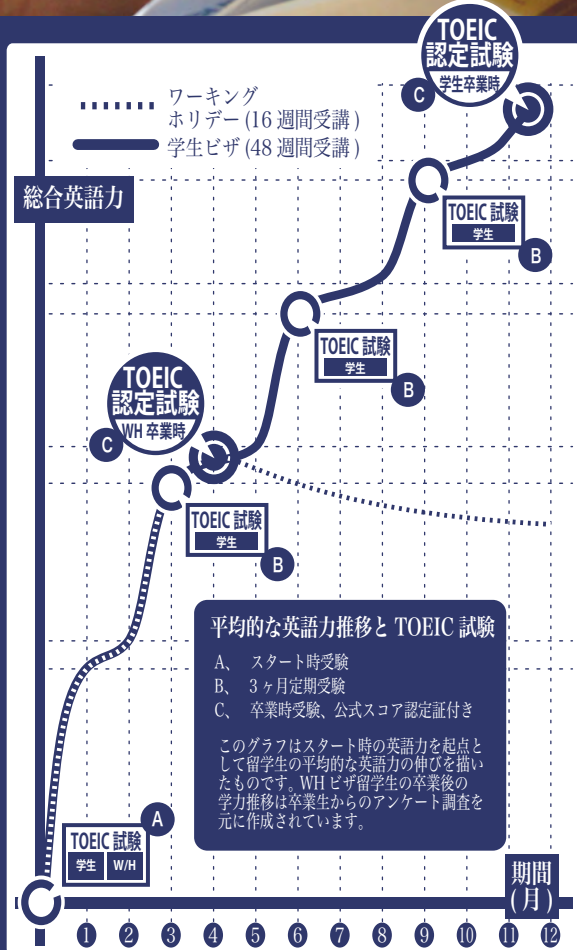 TOEIC
認定試験
学生卒業時
C
ワーキング
ホリデー(16 週間受講)
学生ビザ(48 週間受講)
総合英語力
TOEIC 試験
学生
B
TOEIC 試験
学生
B
TOEIC
認定試験
WH 卒業時
C
TOEIC 試験
学生
B
平均的な英語力推移と TOEIC 試験
A、 スタート時受験
B、 3ヶ月定期受験
C、 卒業時受験、公式スコア認定証付き
このグラフはスタート時の英語力を起点と
して留学生の平均的な英語力の伸びを描い
たものです。WH ビザ留学生の卒業後の
学力推移は卒業生からのアンケート調査を
元に作成されています。
A
TOEIC 試験
学生 W/H
期間
(月)
1 2 3 4 5 6 7 8 9 10 11 12